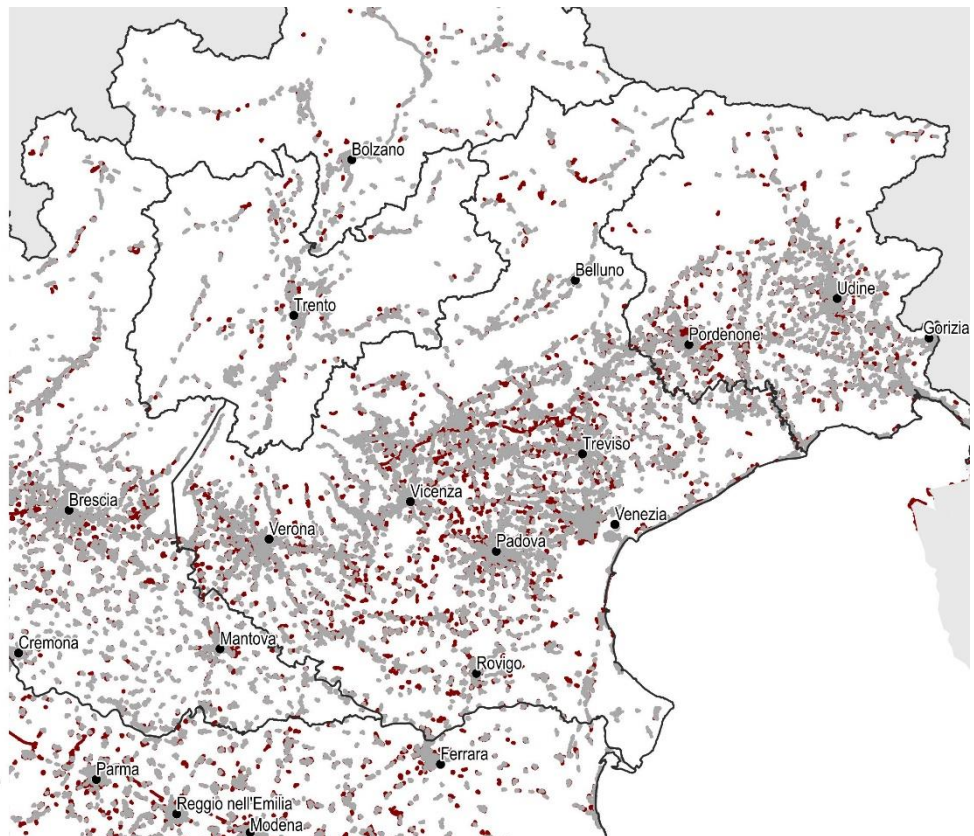 Bolzano
Belluno
Trento
Udine
Pordenone
Gorizia
Treviso
Brescia
Vicenza
Venezia
Verona
Padova
Cremona
Mantova
Rovigo
Ferrara
Parma
Reggio nell'Emilia
Modena